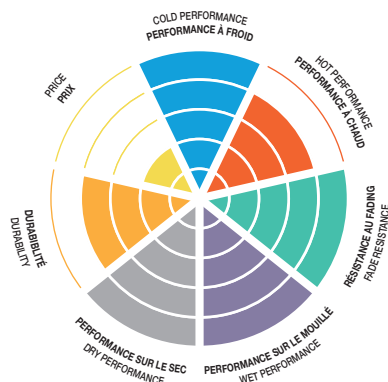 COLD PERFORMANCE
PERFORMANCE À FROID
HOT PERFORMANCE
PERFORMANCE À CHAUD
RÉSISTANCE AU FADING
FADE RESISTANCE
PERFORMANCE SUR LE MOUILLÉ
WET PERFORMANCE
PERFORMANCE SUR LE SEC
DRY PERFORMANCE
DURABIBLITÉ
DURABILITY
PRICE
PRIX